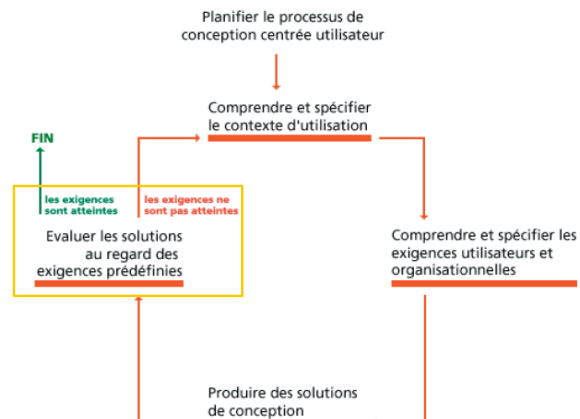 Planifier le processus de
conception centrée utilisateur
Comprendre et spécifier
le contexte d'utilisation
FIN
les exigences
sont atteintes
les exigences ne
sont pas atteintes
Evaluer les solutions
au regard des
exigences prédéfinies
Comprendre et spécifier les
exigences utilisateurs et
organisationnelles
Produire des solutions
de conception